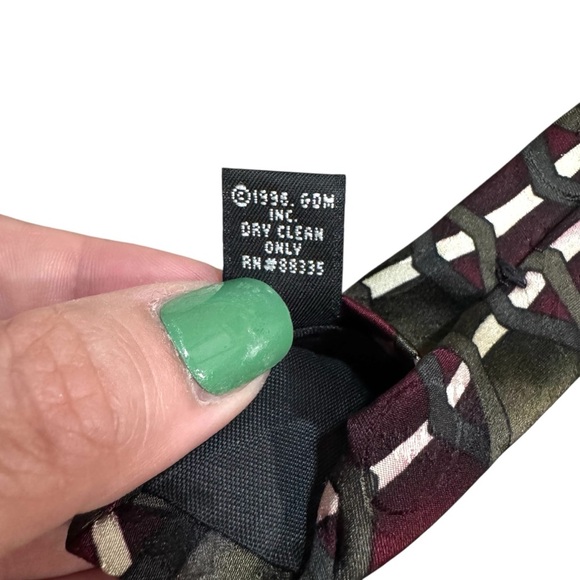 ©1996. GDM
INC.
DRY CLEAN
ONLY
RN#88335